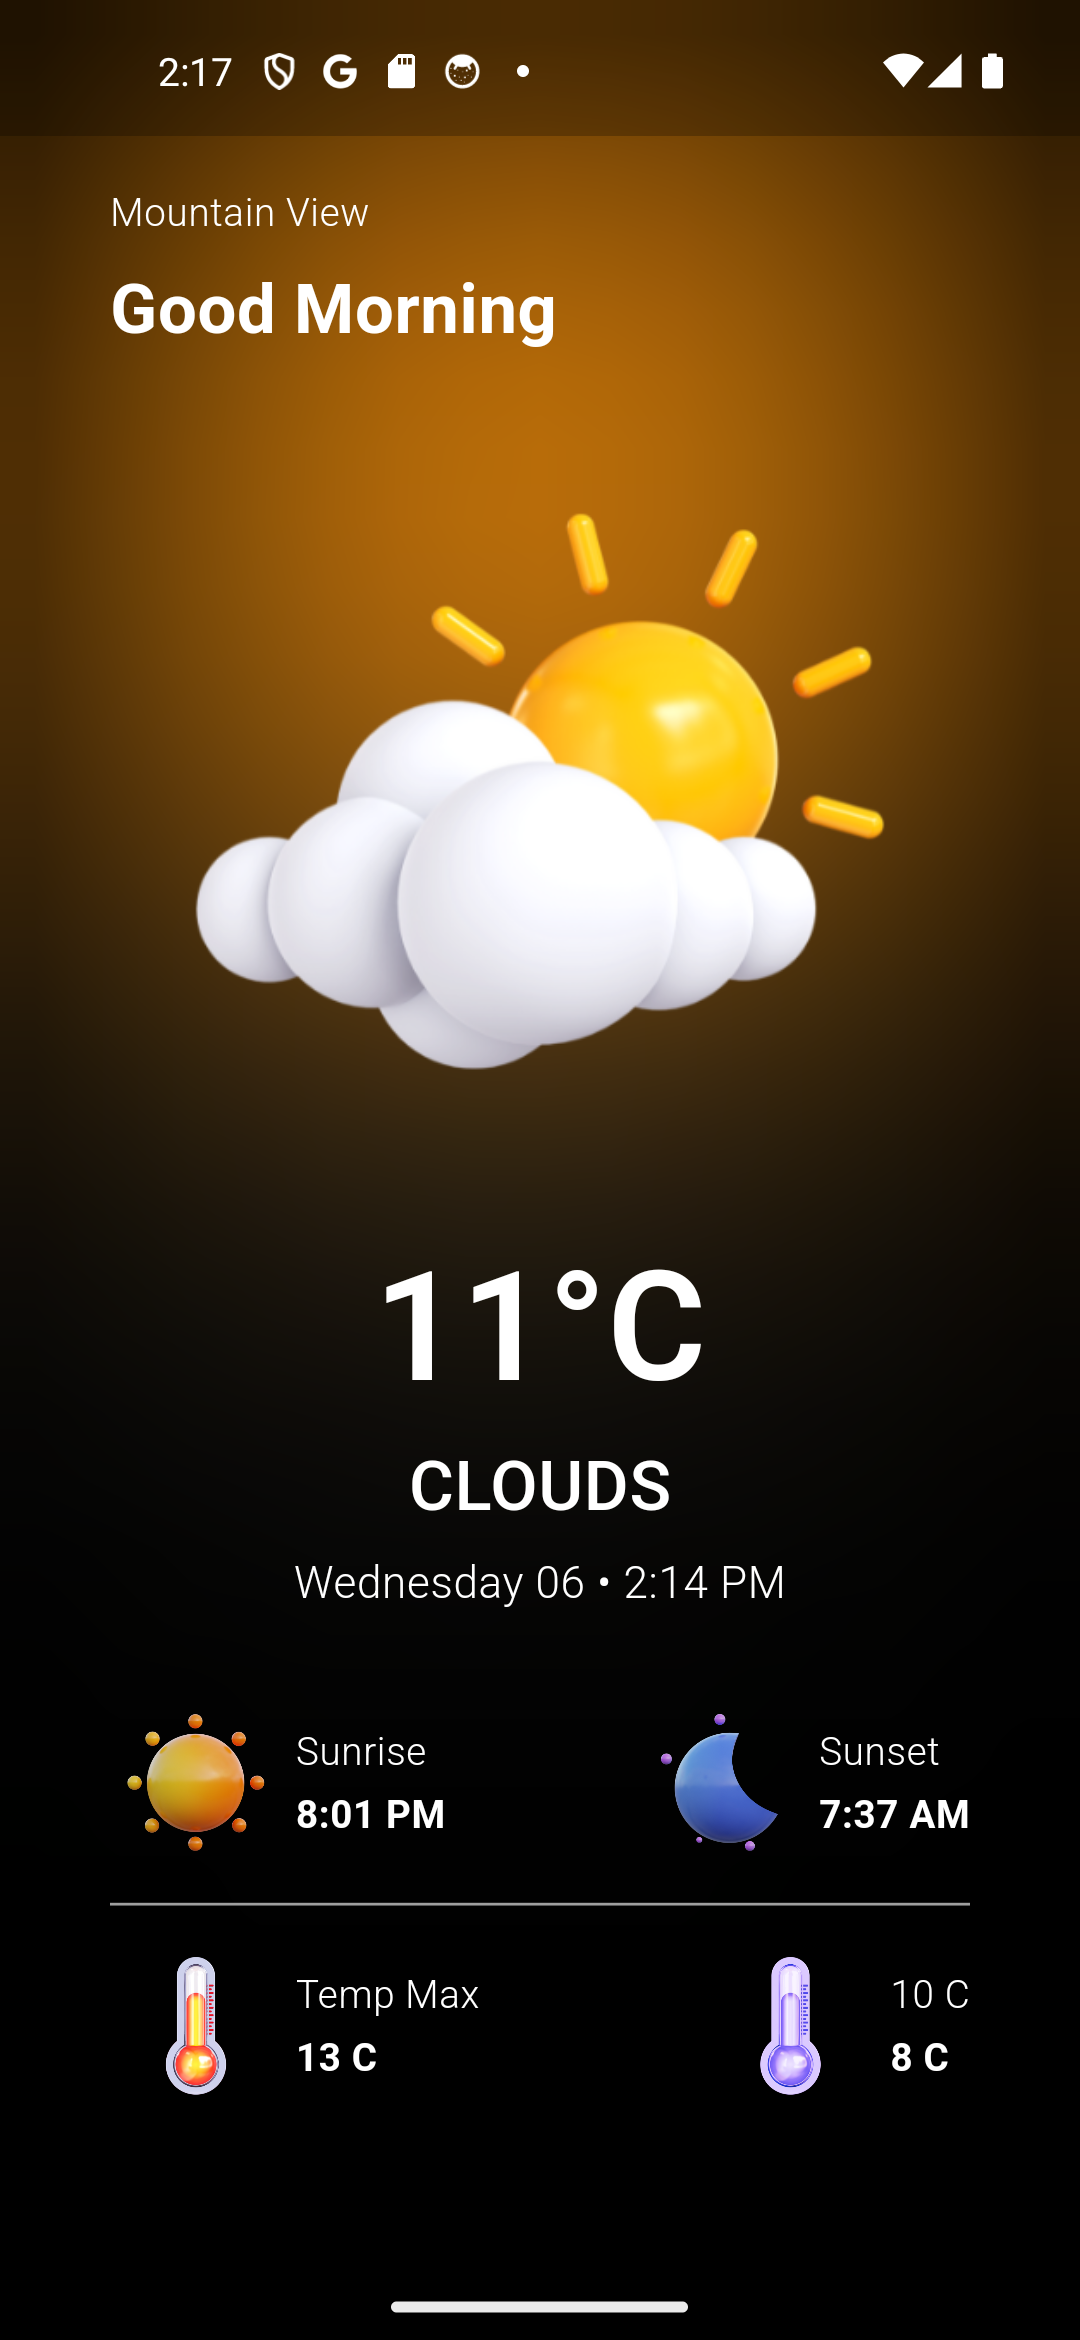 2:17
Mountain View
Good Morning
11°C
CLOUDS
Wednesday 06 • 2:14 PM
Sunrise
8:01 PM
Sunset
7:37 AM
Temp Max
13 C
10 C
8 C